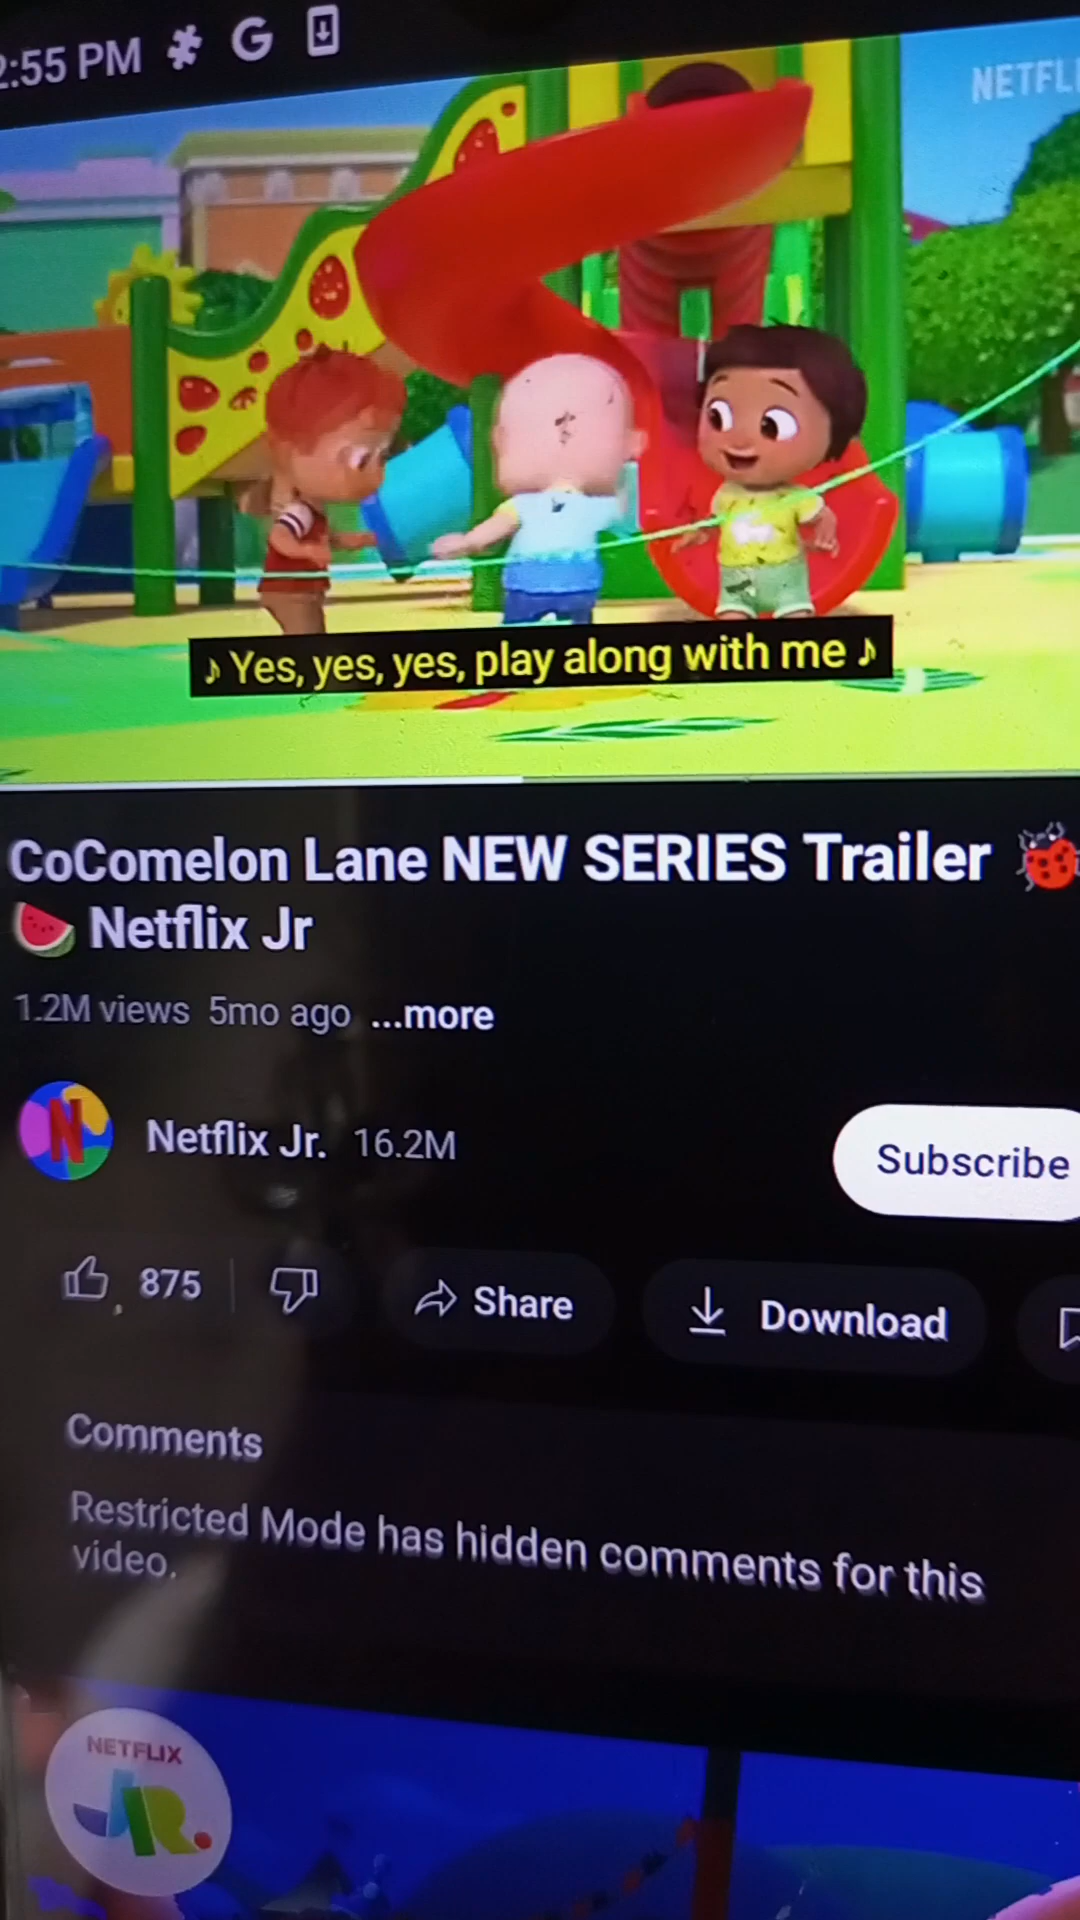 2:55 PM
NETFL
♪ Yes, yes, yes, play along with me ♪
CoComelon Lane NEW SERIES Trailer 🐞
🍉 Netflix Jr
1.2M views 5mo ago ...more
N
Netflix Jr. 16.2M
Subscribe
875
Share
Download
Comments
Restricted Mode has hidden comments for this
video.
NETFLIX
JR.